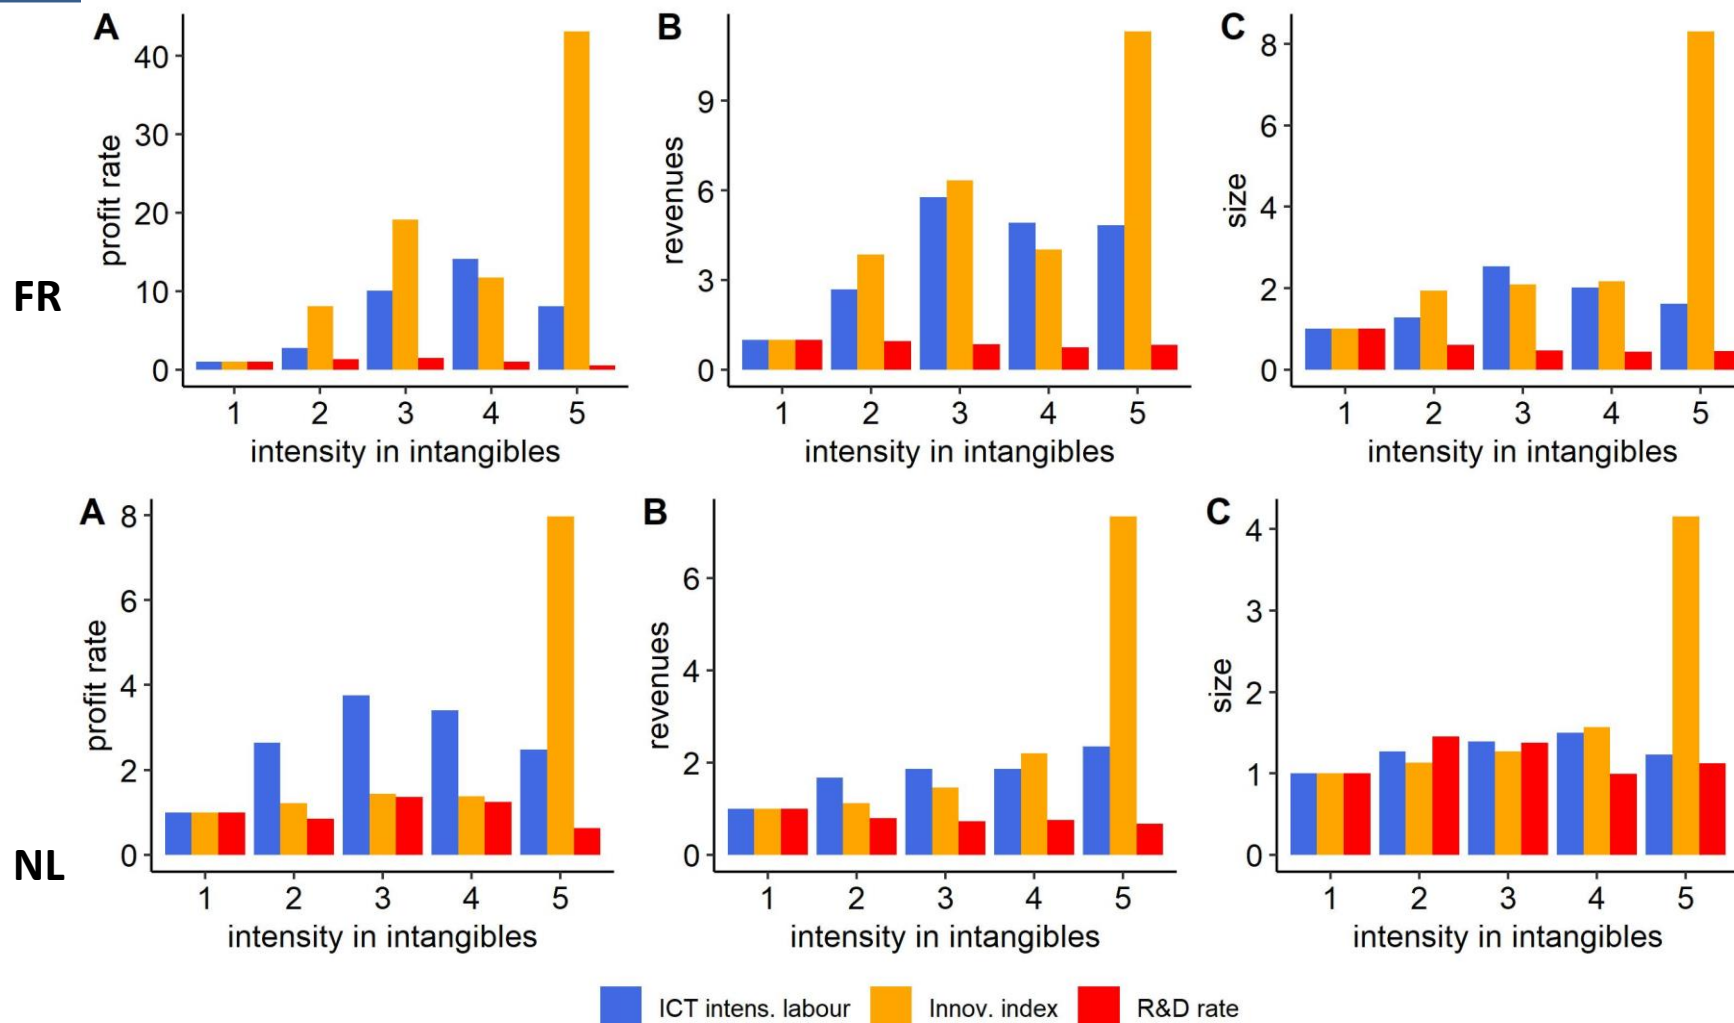 FR
A
profit rate
40
30
20
10
0
1 2 3 4 5
intensity in intangibles
B
revenues
9
6
3
0
1 2 3 4 5
intensity in intangibles
C
size
8
6
4
2
0
1 2 3 4 5
intensity in intangibles
NL
A
profit rate
8
6
4
2
0
1 2 3 4 5
intensity in intangibles
B
revenues
6
4
2
0
1 2 3 4 5
intensity in intangibles
C
size
4
3
2
1
0
1 2 3 4 5
intensity in intangibles
ICT intens. labour Innov. index R&D rate